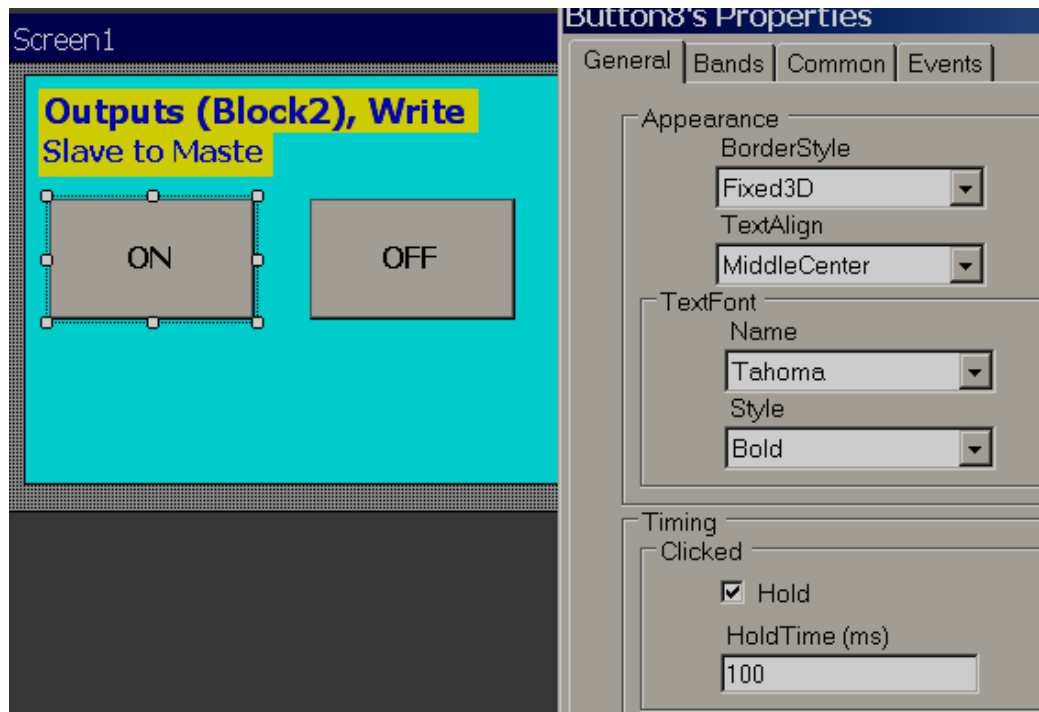 Screen1
Outputs (Block2), Write
Slave to Maste
ON
OFF
Button8's Properties
General
Bands
Common
Events
Appearance
BorderStyle
Fixed3D
TextAlign
MiddleCenter
TextFont
Name
Tahoma
Style
Bold
Timing
Clicked
Hold
HoldTime (ms)
100